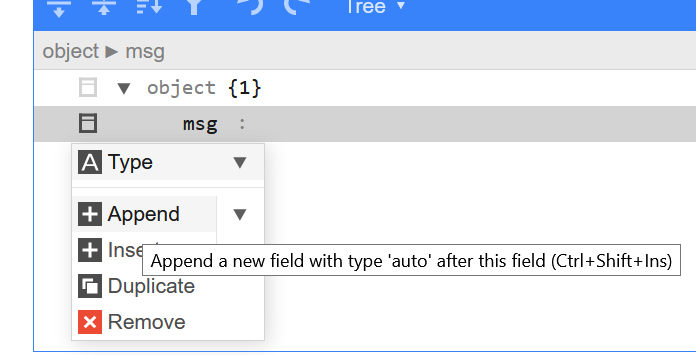 Tree ▼
object ► msg
▼ object {1}
msg :
Type ▼
Append ▼
Append a new field with type 'auto' after this field (Ctrl+Shift+Ins)
Duplicate
Remove